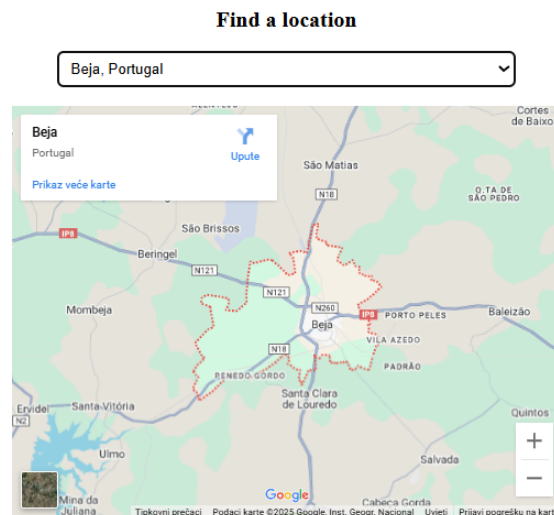 Find a location
Beja, Portugal
Cortes
de Baixo
Beja
Portugal
Upute
Prikaz veće karte
São Matias
N18
Q.TA DE
SÃO PEDRO
São Brissos
IP8
Beringel
N121
N121
N260
Mombeja
Beja
IP8
PORTO PELES
Baleizão
VILA AZEDO
N18
PADRÃO
PENEDO GORDO
Santa Clara
de Louredo
Ervidel
Santa-Vitória
N2
Quintos
Ulmo
Salvada
Mina da
Juliana
Google
Cabeça Gorda
Tipkovni prečaci
Podaci karte ©2025 Google, Inst. Geogr. Nacional
Uvjeti
Prijavi pogrešku na kart